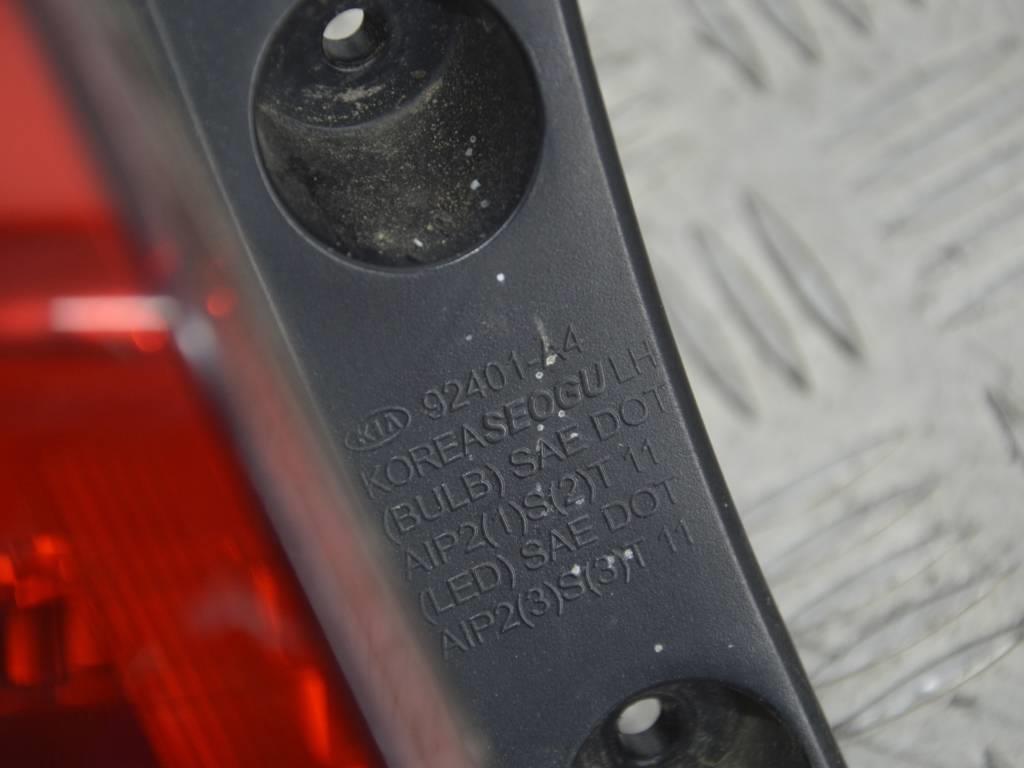 KIA 92401-A4
KOREASEOGU LH
(BULB) SAE DOT
AIP2(1)S(2)T 11
(LED) SAE DOT
AIP2(3)S(3)T 11